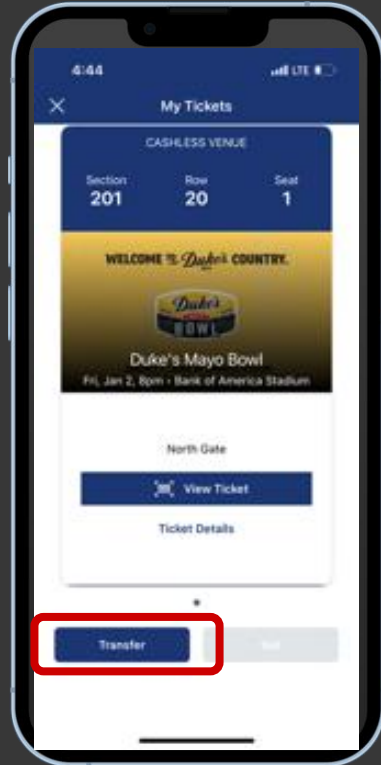 4:44
LTE
My Tickets
CASHLESS VENUE
Section Row Seat
201 20 1
WELCOME TO Duke's COUNTRY.
Duke's
BOWL
Duke's Mayo Bowl
Fri, Jan 2, 8pm • Bank of America Stadium
North Gate
View Ticket
Ticket Details
Transfer